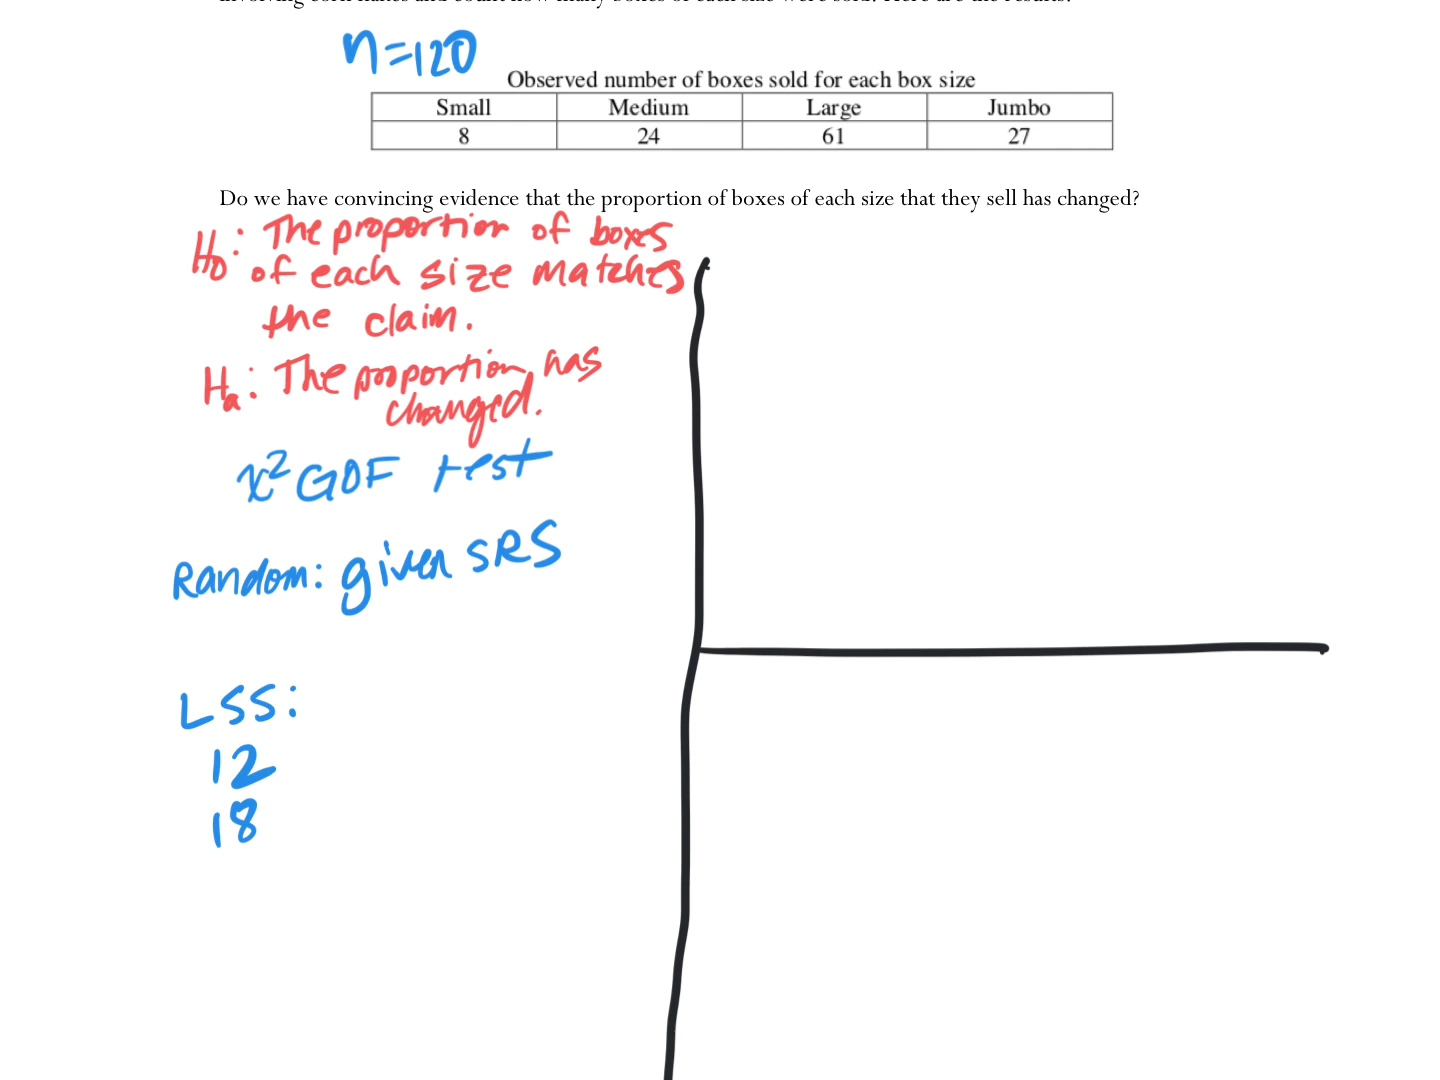 n=120
Observed number of boxes sold for each box size
Small Medium Large Jumbo
8 24 61 27
Do we have convincing evidence that the proportion of boxes of each size that they sell has changed?
H₀: The proportion of boxes
of each size matches
the claim.
Hₐ: The proportion has
changed.
χ² GOF test
Random: given SRS
LSS:
12
18